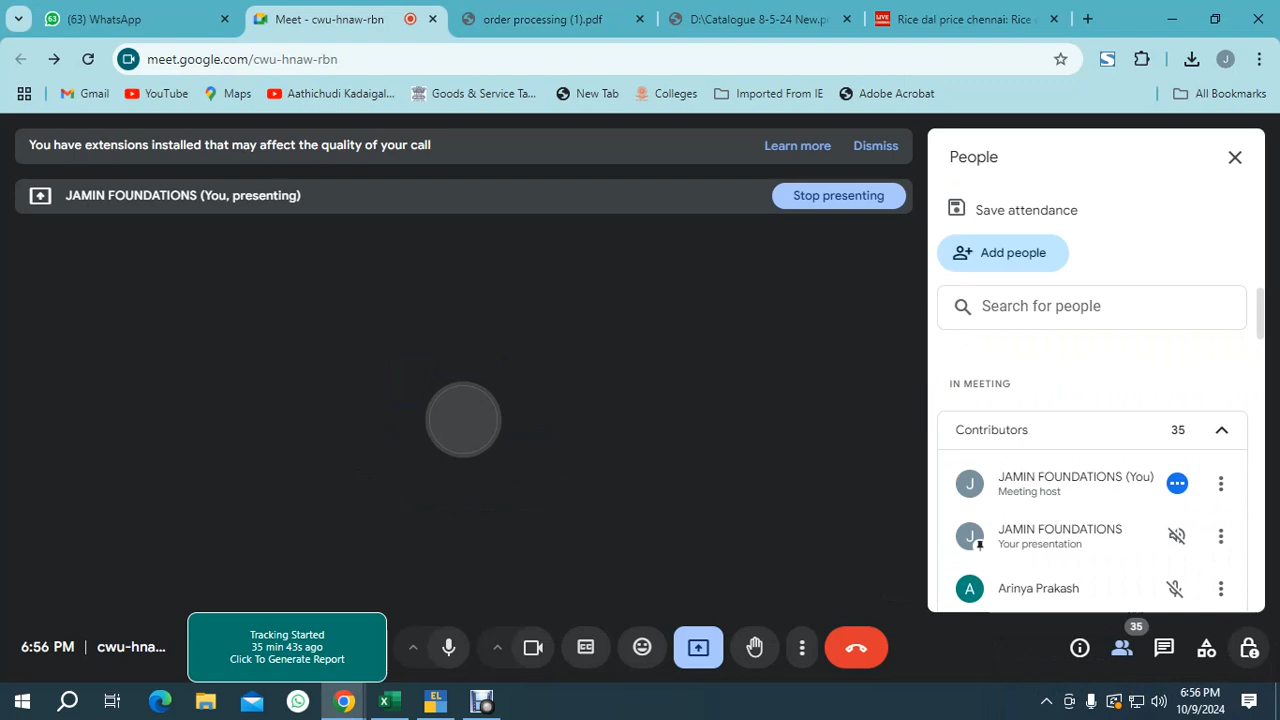 (63) WhatsApp
Meet - cwu-hnaw-rbn
order processing (1).pdf
D:\Catalogue 8-5-24 New.pr
LIVE
Rice dal price chennai: Rice
meet.google.com/cwu-hnaw-rbn
J
Gmail
YouTube
Maps
Aathichudi Kadaigal...
Goods & Service Ta...
New Tab
Colleges
Imported From IE
Adobe Acrobat
All Bookmarks
You have extensions installed that may affect the quality of your call
Learn more
Dismiss
JAMIN FOUNDATIONS (You, presenting)
Stop presenting
People
Save attendance
Add people
Search for people
IN MEETING
Contributors
35
J
JAMIN FOUNDATIONS (You)
Meeting host
J
JAMIN FOUNDATIONS
Your presentation
A
Arinya Prakash
6:56 PM
cwu-hna...
Tracking Started
35 min 43s ago
Click To Generate Report
35
EL
6:56 PM
10/9/2024